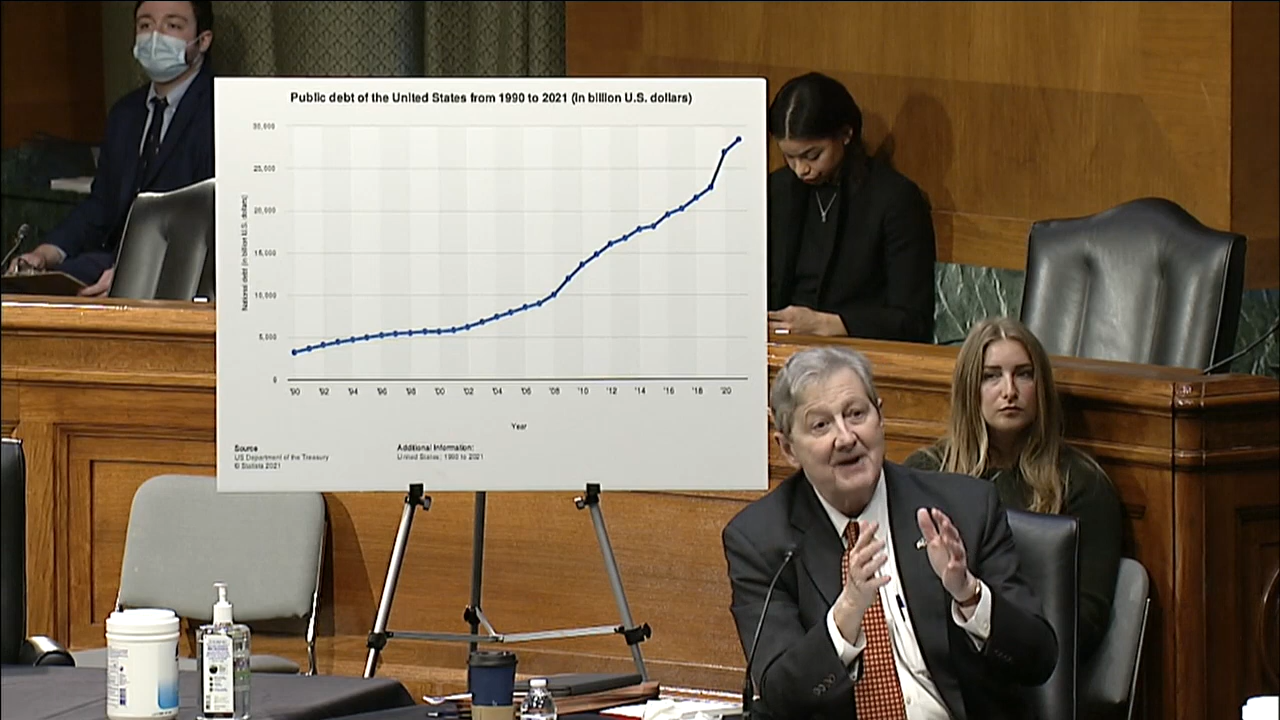 Public debt of the United States from 1990 to 2021 (in billion U.S. dollars)
30,000
25,000
20,000
15,000
10,000
5,000
0
National debt (in billion U.S. dollars)
'90 '92 '94 '96 '98 '00 '02 '04 '06 '08 '10 '12 '14 '16 '18 '20
Year
Source
US Department of the Treasury
© Statista 2021
Additional Information:
United States; 1990 to 2021